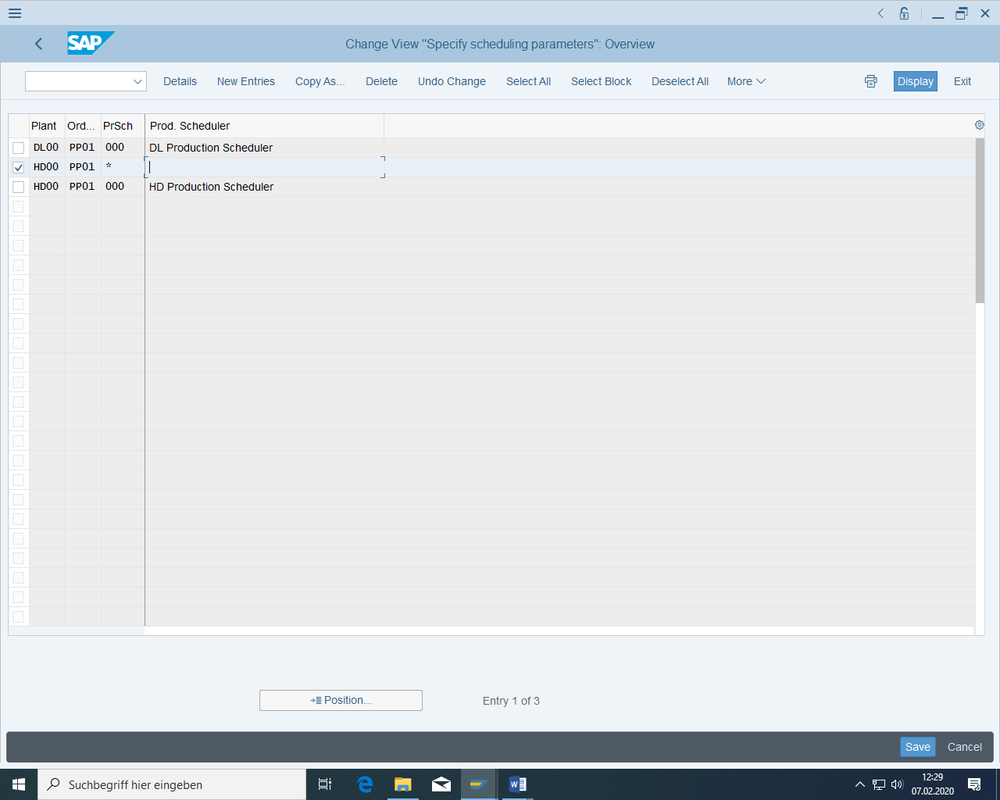 SAP
Change View "Specify scheduling parameters": Overview
Details New Entries Copy As... Delete Undo Change Select All Select Block Deselect All More Display Exit
Plant Ord... PrSch Prod. Scheduler
DL00 PP01 000 DL Production Scheduler
HD00 PP01 *
HD00 PP01 000 HD Production Scheduler
Position... Entry 1 of 3
Save Cancel
Suchbegriff hier eingeben
12:29
07.02.2020